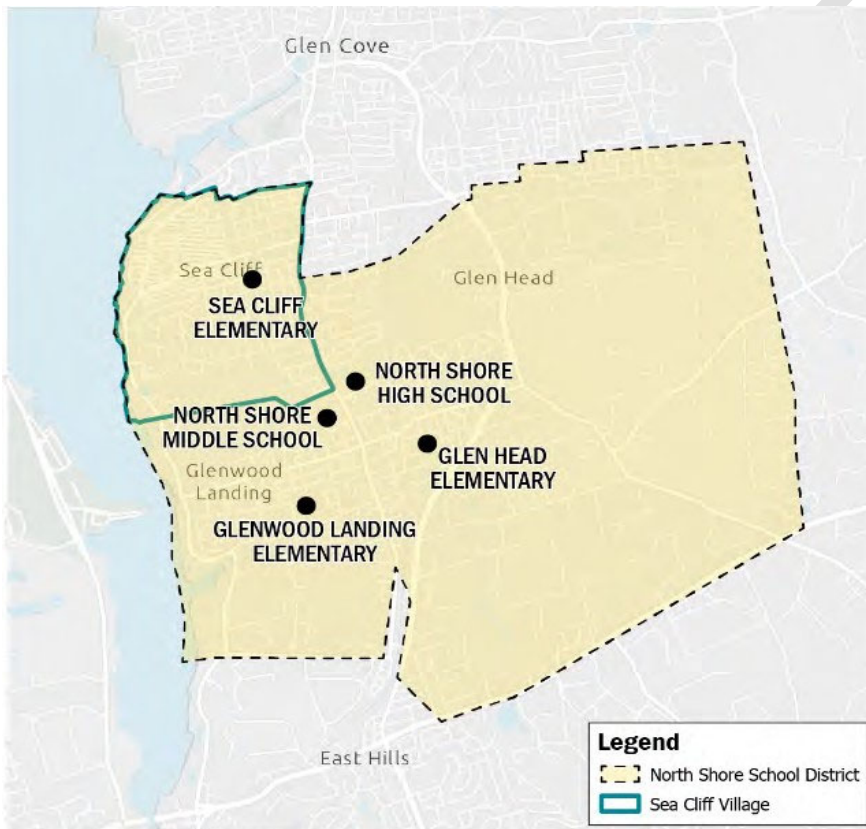 Glen Cove
Sea Cliff
SEA CLIFF
ELEMENTARY
Glen Head
NORTH SHORE
HIGH SCHOOL
NORTH SHORE
MIDDLE SCHOOL
GLEN HEAD
ELEMENTARY
Glenwood
Landing
GLENWOOD LANDING
ELEMENTARY
East Hills
Legend
North Shore School District
Sea Cliff Village